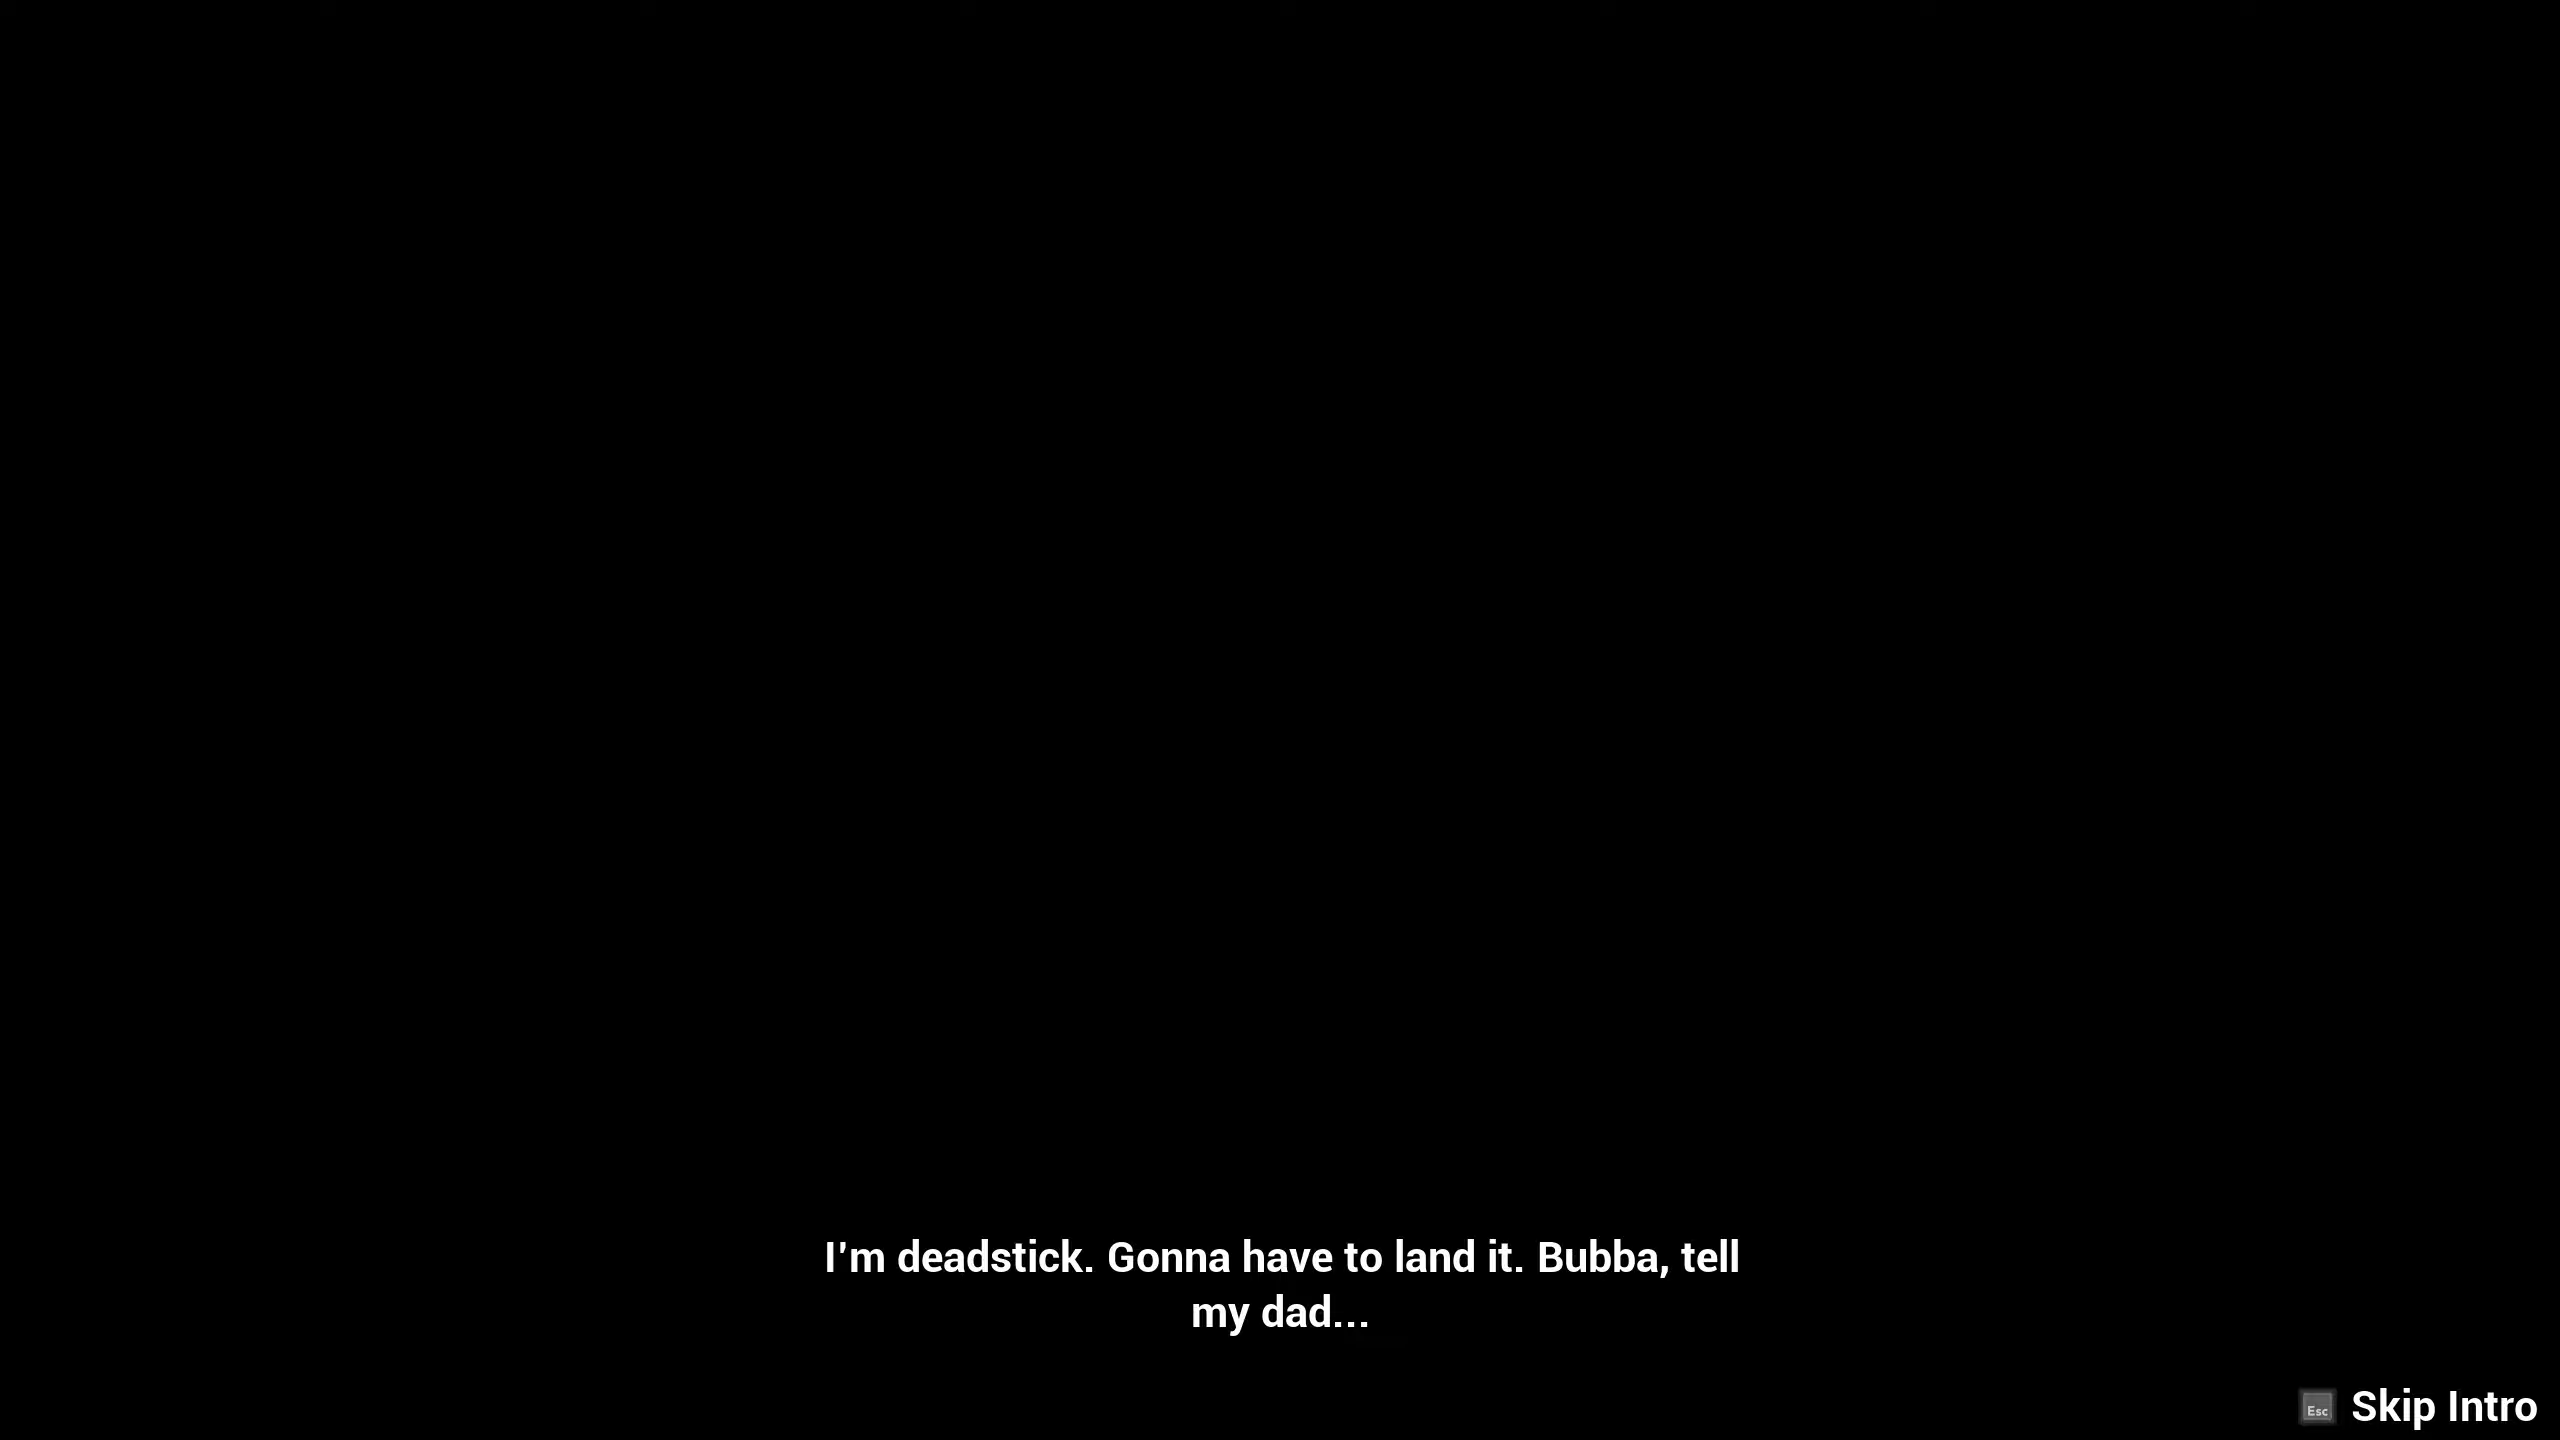 I'm deadstick. Gonna have to land it. Bubba, tell
my dad...
Esc Skip Intro